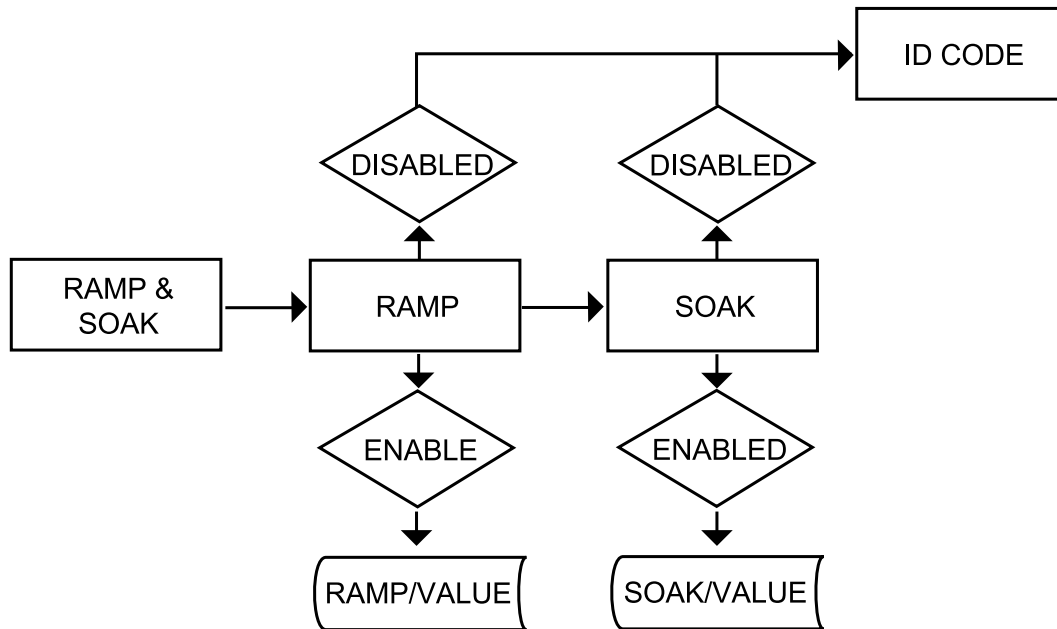 ID CODE
DISABLED
DISABLED
RAMP &
SOAK
RAMP
SOAK
ENABLE
ENABLED
RAMP/VALUE
SOAK/VALUE